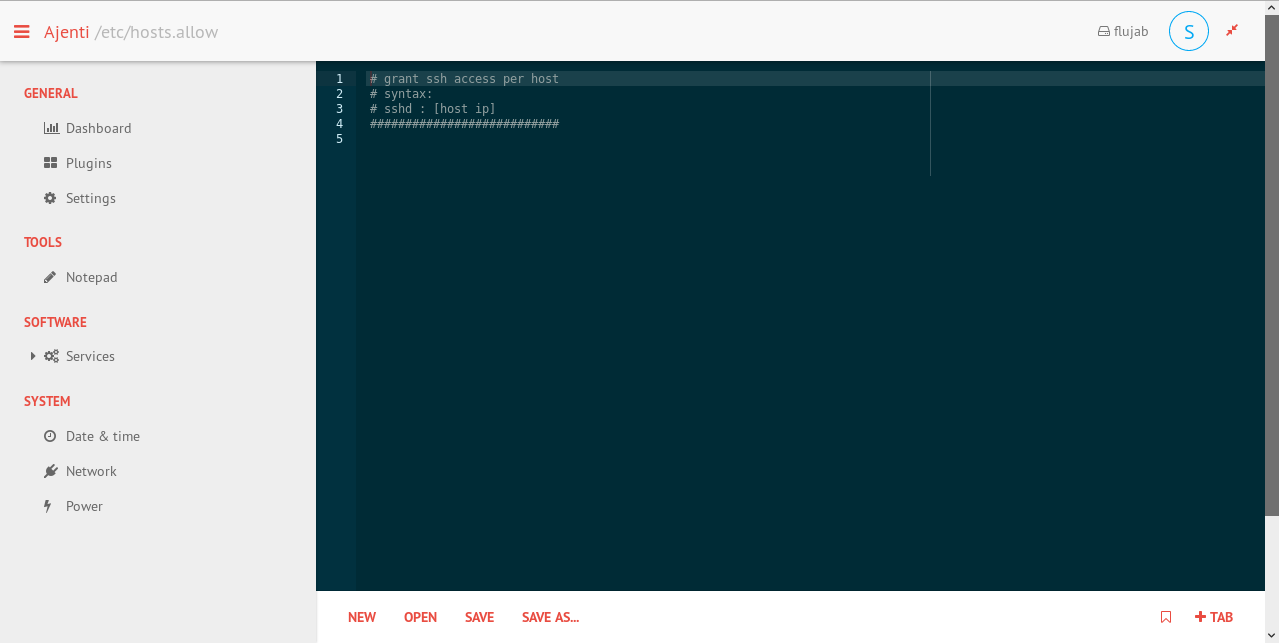 Ajenti /etc/hosts.allow
flujab
S
GENERAL
Dashboard
Plugins
Settings
TOOLS
Notepad
SOFTWARE
Services
SYSTEM
Date & time
Network
Power
1 # grant ssh access per host
2 # syntax:
3 # sshd : [host ip]
4 ###########################
5
NEW OPEN SAVE SAVE AS... TAB